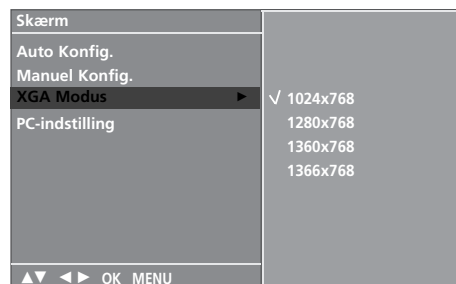 Skærm
Auto Konfig.
Manuel Konfig.
XGA Modus ►
PC-indstilling
√ 1024x768
1280x768
1360x768
1366x768
▲▼ ◄► OK MENU